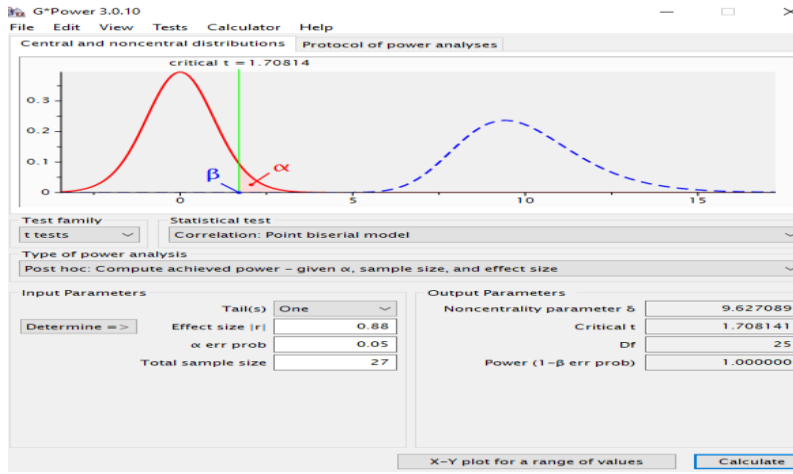 G*Power 3.0.10
File Edit View Tests Calculator Help
Central and noncentral distributions Protocol of power analyses
critical t = 1.70814
0.3
0.2
0.1
0
β
α
0 5 10 15
Test family Statistical test
t tests Correlation: Point biserial model
Type of power analysis
Post hoc: Compute achieved power – given α, sample size, and effect size
Input Parameters Output Parameters
Tail(s) One Noncentrality parameter δ 9.627089
Determine => Effect size |r| 0.88 Critical t 1.708141
α err prob 0.05 Df 25
Total sample size 27 Power (1-β err prob) 1.000000
X-Y plot for a range of values Calculate